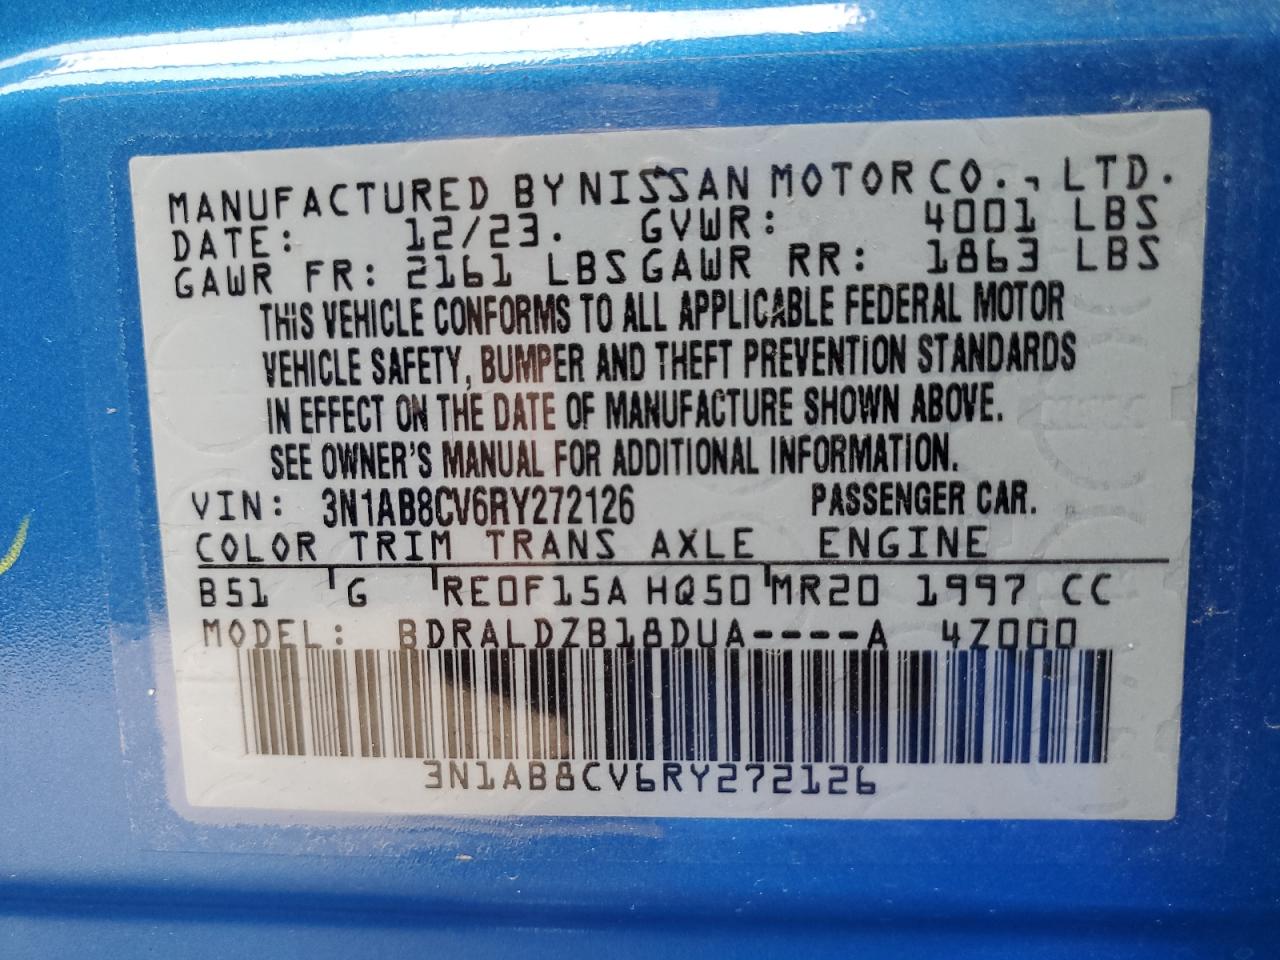 MANUFACTURED BY NISSAN MOTOR CO., LTD.
DATE: 12/23. GVWR: 4001 LBS
GAWR FR: 2161 LBS GAWR RR: 1863 LBS
THIS VEHICLE CONFORMS TO ALL APPLICABLE FEDERAL MOTOR
VEHICLE SAFETY, BUMPER AND THEFT PREVENTION STANDARDS
IN EFFECT ON THE DATE OF MANUFACTURE SHOWN ABOVE.
SEE OWNER'S MANUAL FOR ADDITIONAL INFORMATION.
VIN: 3N1AB8CV6RY272126 PASSENGER CAR.
COLOR TRIM TRANS AXLE ENGINE
B51 G RE0F15A HQ50 MR20 1997 CC
MODEL: BDRALDZB18DUA----A 4Z000
3N1AB8CV6RY272126